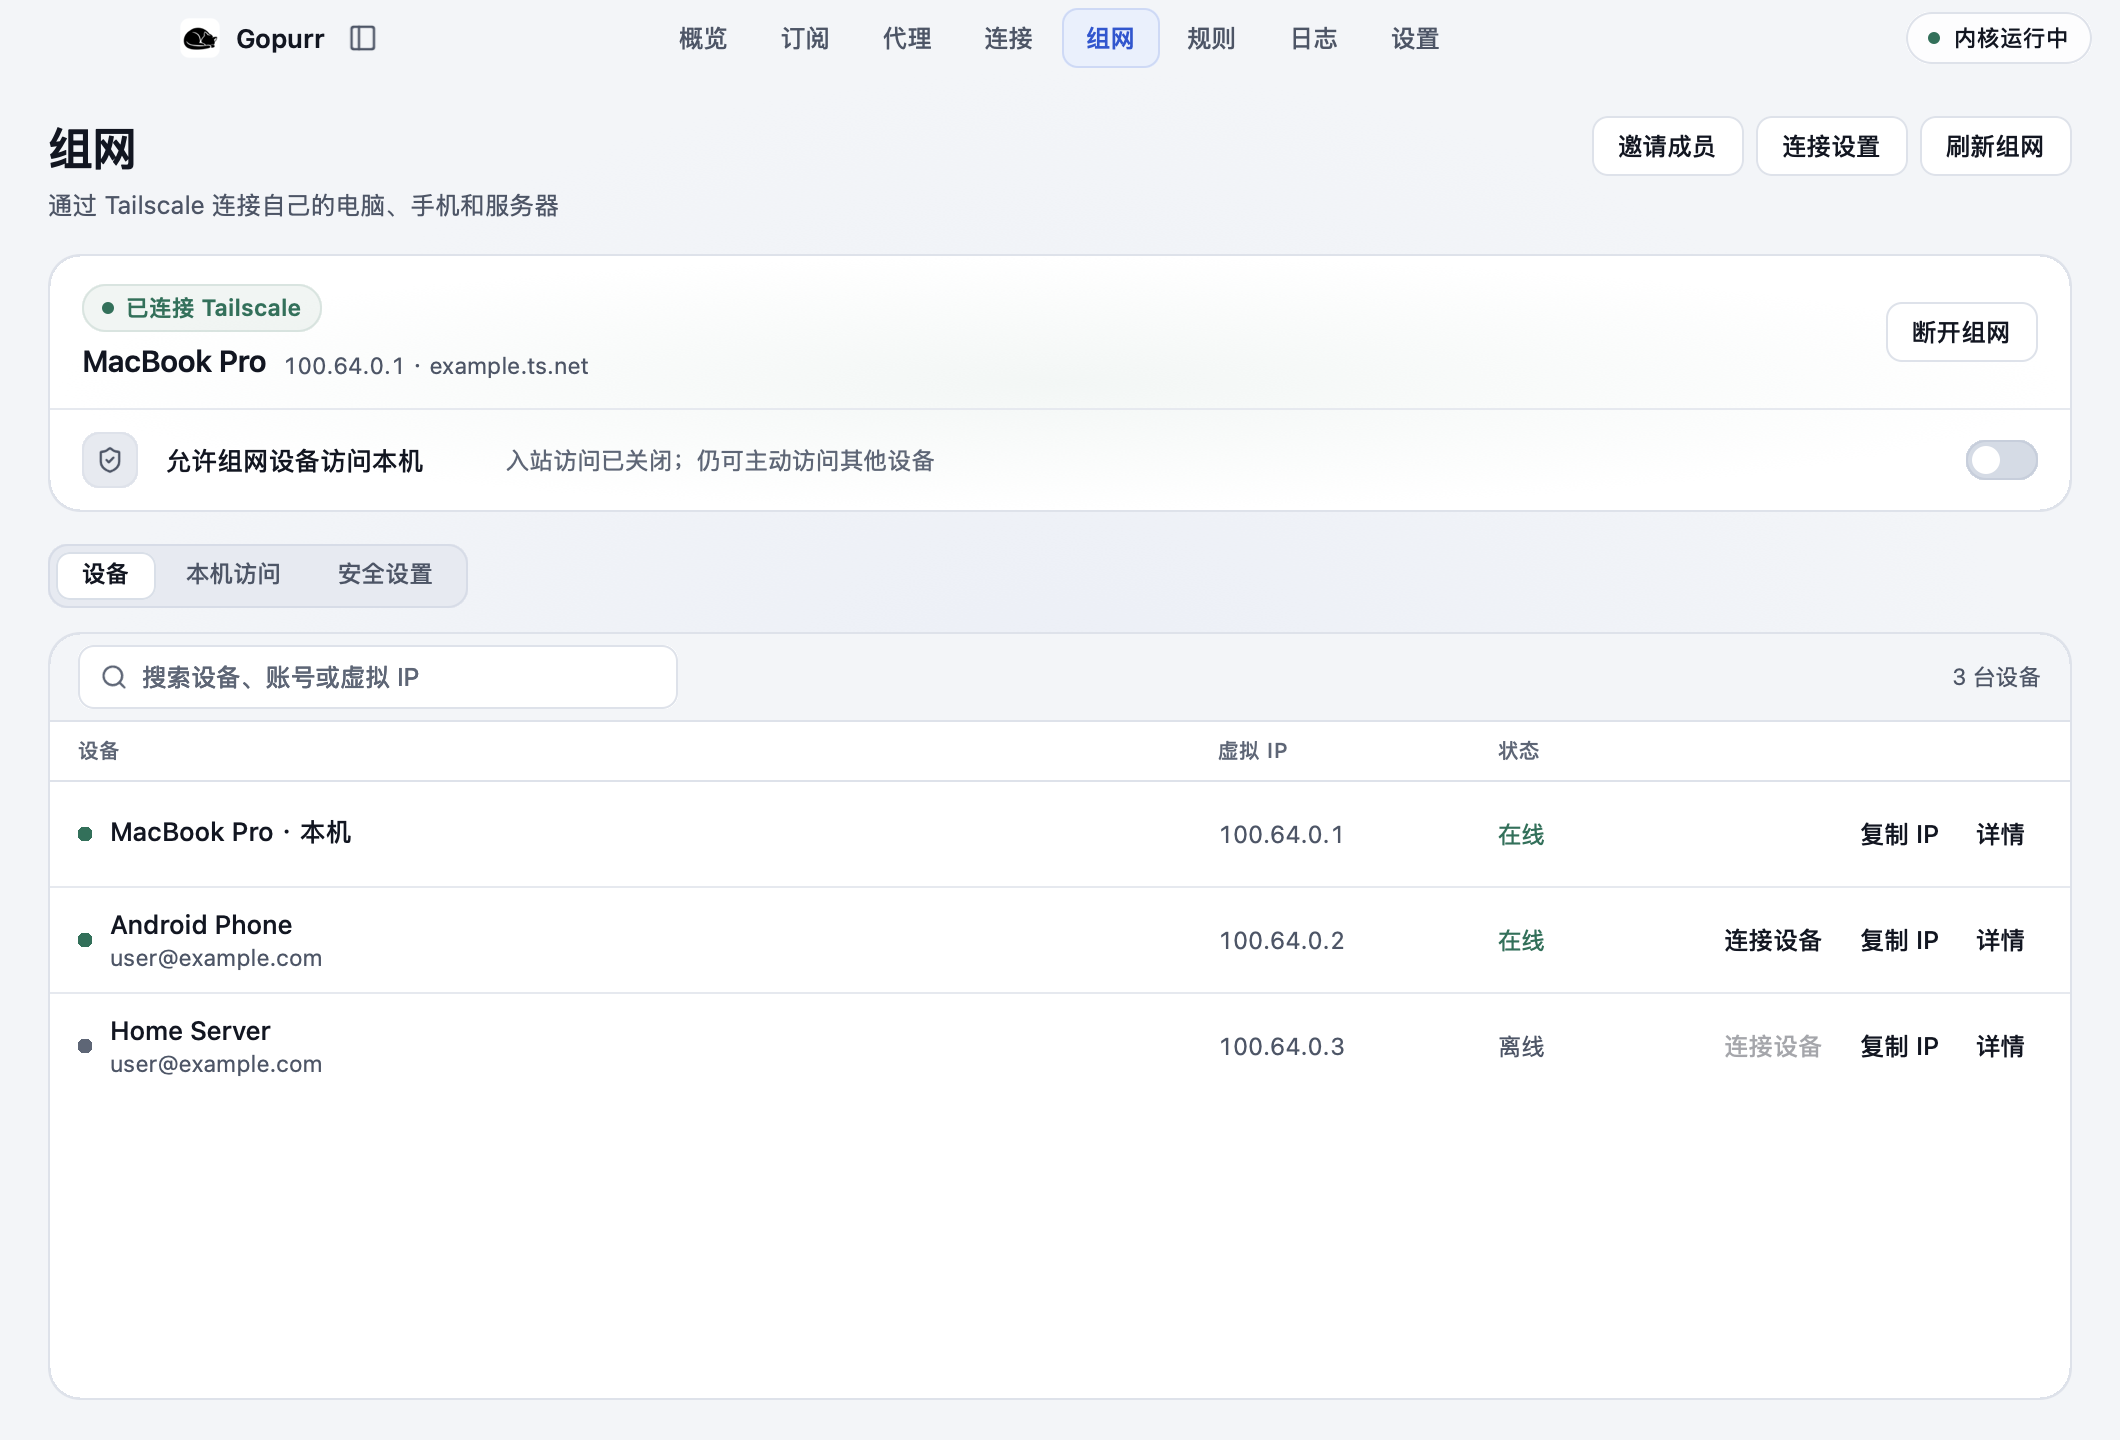 Gopurr 概览 订阅 代理 连接 组网 规则 日志 设置 内核运行中
组网 邀请成员 连接设置 刷新组网
通过 Tailscale 连接自己的电脑、手机和服务器
已连接 Tailscale
MacBook Pro 100.64.0.1 · example.ts.net
断开组网
允许组网设备访问本机 入站访问已关闭；仍可主动访问其他设备
设备 本机访问 安全设置
搜索设备、账号或虚拟 IP 3 台设备
设备 虚拟 IP 状态
MacBook Pro · 本机 100.64.0.1 在线 复制 IP 详情
Android Phone
user@example.com
100.64.0.2 在线 连接设备 复制 IP 详情
Home Server
user@example.com
100.64.0.3 离线 连接设备 复制 IP 详情